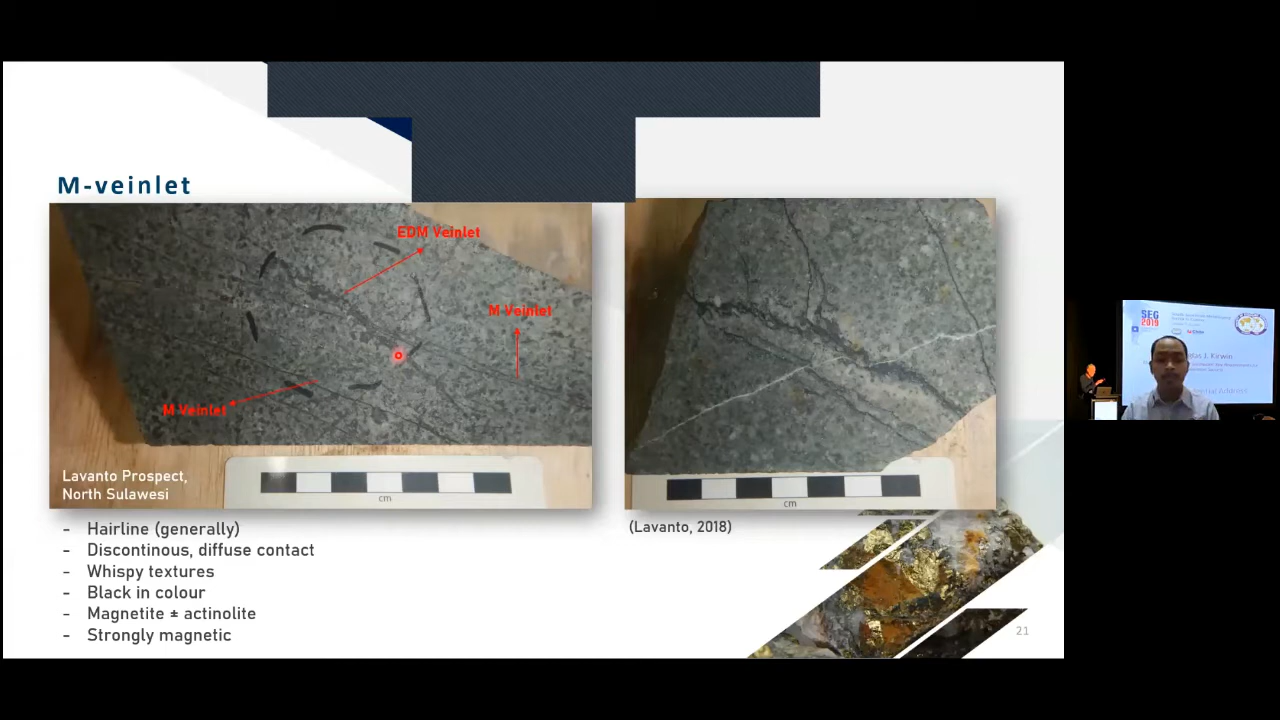 M-veinlet
EDM Veinlet
M Veinlet
M Veinlet
Lavanto Prospect,
North Sulawesi
cm
cm
(Lavanto, 2018)
- Hairline (generally)
- Discontinous, diffuse contact
- Whispy textures
- Black in colour
- Magnetite ± actinolite
- Strongly magnetic
21
SEG
2019
J. Kirwin